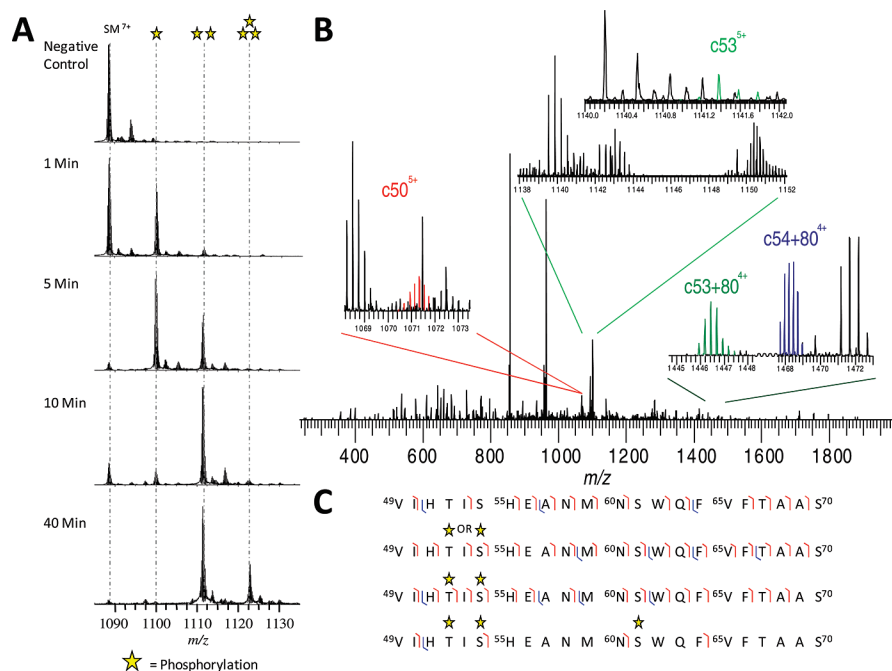 A
SM 7+
Negative
Control
1 Min
5 Min
10 Min
40 Min
1090 1100 1110 1120 1130
m/z
= Phosphorylation
B
c53 5+
1140.0 1140.4 1140.8 1141.2 1141.6 1142.0
1138 1140 1142 1144 1146 1148 1150 1152
c50 5+
1069 1070 1071 1072 1073
c54+80 4+
c53+80 4+
1445 1446 1447 1448 1468 1470 1472
400 600 800 1000 1200 1400 1600 1800
m/z
C
49V I H T I S 55H E A N M 60N S W Q F 65V F T A A S70
OR
49V I H T I S 55H E A N M 60N S W Q F 65V F T A A S70
49V I H T I S 55H E A N M 60N S W Q F 65V F T A A S70
49V I H T I S 55H E A N M 60N S W Q F 65V F T A A S70